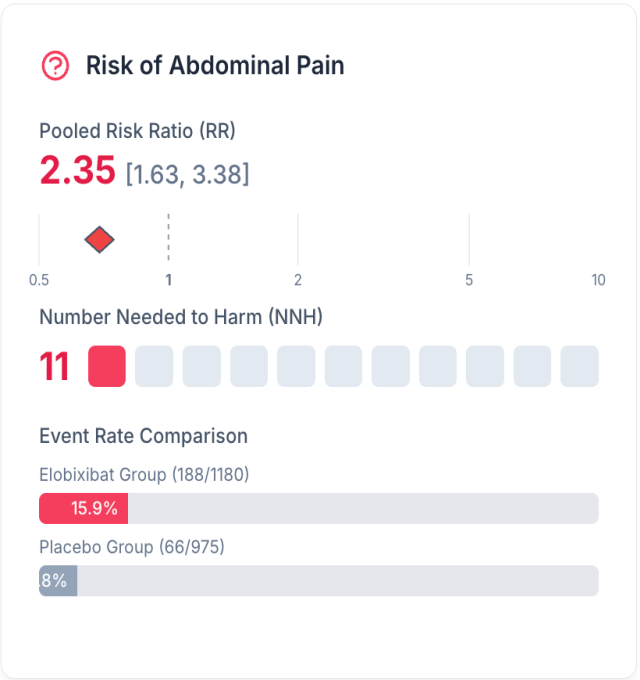 Risk of Abdominal Pain
Pooled Risk Ratio (RR)
2.35 [1.63, 3.38]
0.5 1 2 5 10
Number Needed to Harm (NNH)
11
Event Rate Comparison
Elobixibat Group (188/1180)
15.9%
Placebo Group (66/975)
.8%